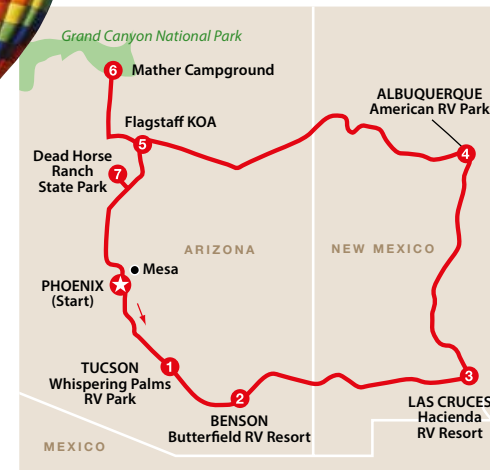 Grand Canyon National Park
6
Mather Campground
ALBUQUERQUE
American RV Park
Flagstaff KOA
5
4
Dead Horse
Ranch
State Park
7
ARIZONA
NEW MEXICO
Mesa
PHOENIX
(Start)
1
TUCSON
Whispering Palms
RV Park
2
3
BENSON
Butterfield RV Resort
LAS CRUCES
Hacienda
RV Resort
MEXICO